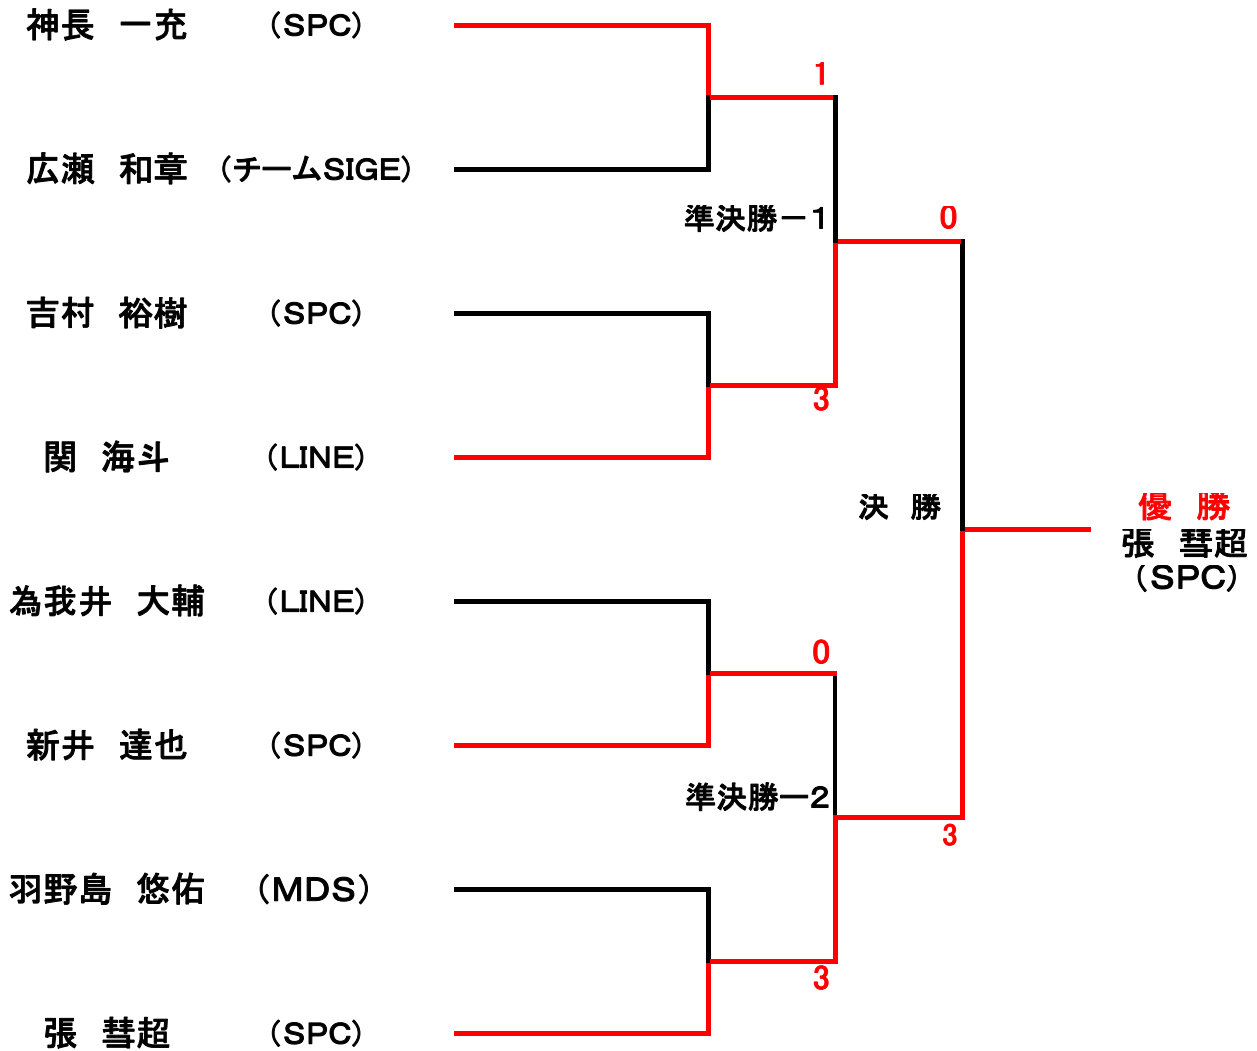 神長　一充　（SPC）
1
広瀬　和章　（チームSIGE）
準決勝－1
0
吉村　裕樹　（SPC）
3
関　海斗　（LINE）
決　勝
優　勝
張　彗超
（SPC）
為我井　大輔　（LINE）
0
新井　達也　（SPC）
準決勝－2
3
羽野島　悠佑　（MDS）
3
張　彗超　（SPC）